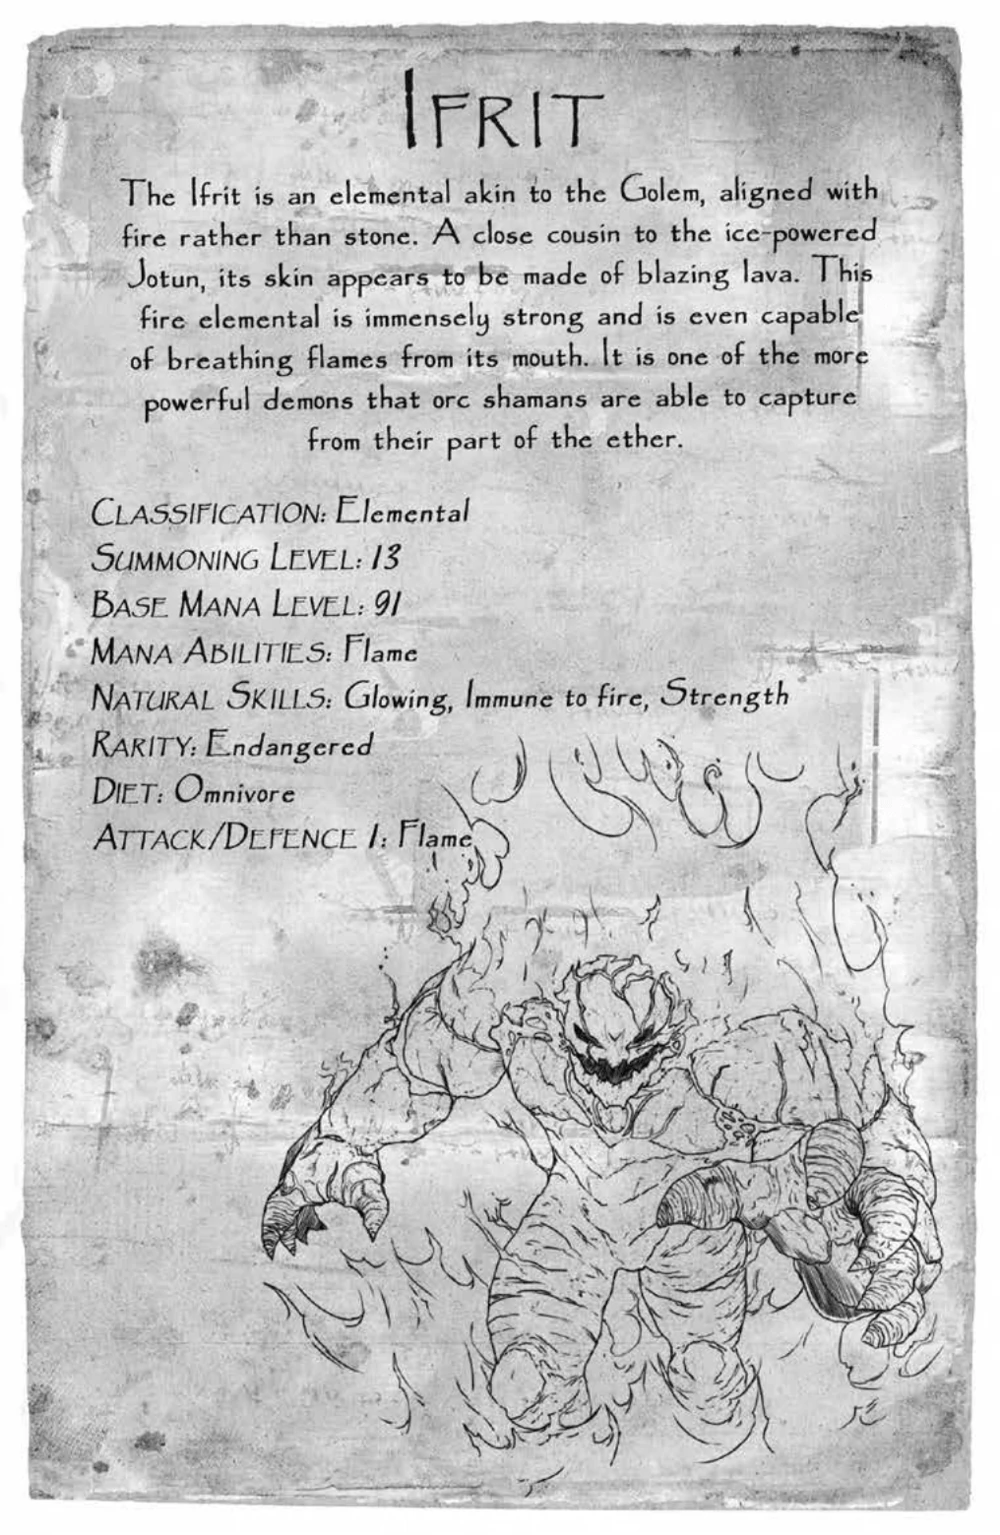 IFRIT
The Ifrit is an elemental akin to the Golem, aligned with
fire rather than stone. A close cousin to the ice-powered
Jotun, its skin appears to be made of blazing lava. This
fire elemental is immensely strong and is even capable
of breathing flames from its mouth. It is one of the more
powerful demons that orc shamans are able to capture
from their part of the ether.
CLASSIFICATION: Elemental
SUMMONING LEVEL: 13
BASE MANA LEVEL: 91
MANA ABILITIES: Flame
NATURAL SKILLS: Glowing, Immune to fire, Strength
RARITY: Endangered
DIET: Omnivore
ATTACK/DEFENCE 1: Flame